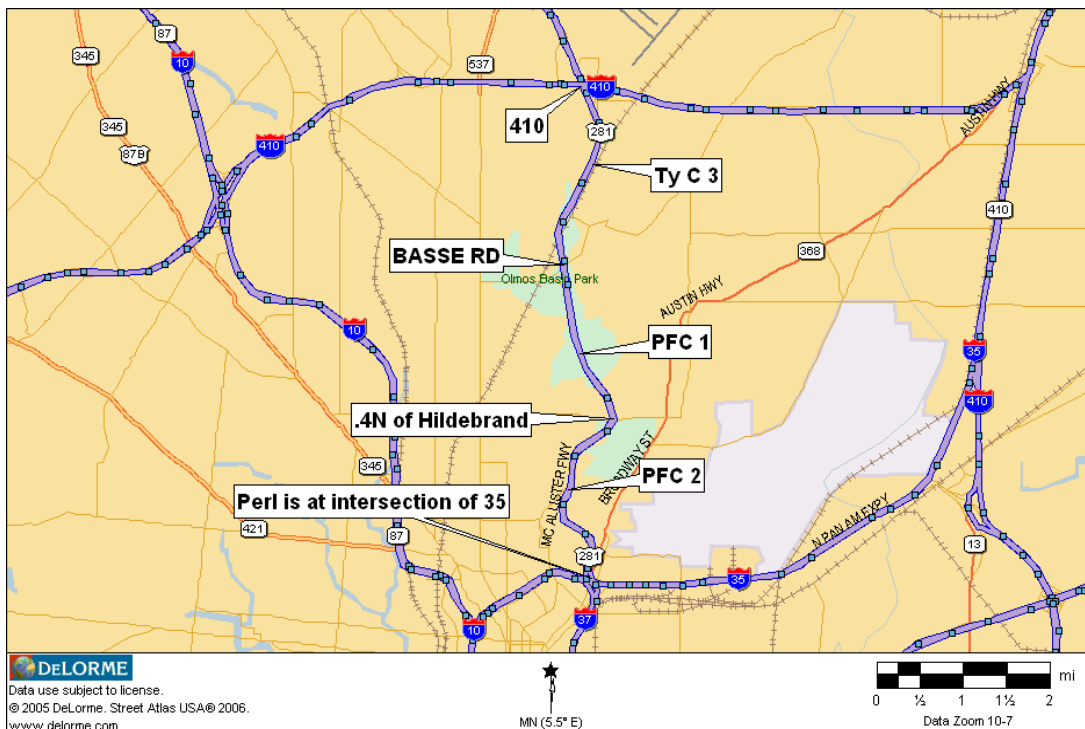 87
345
10
537
410
410
AUSTIN HWY
345
281
87B
410
Ty C 3
410
BASSE RD
368
Olmos Basin Park
AUSTIN HWY
10
PFC 1
35
410
.4N of Hildebrand
345
MC ALLISTER FWY
BROADWAY ST
PFC 2
Perl is at intersection of 35
N PAN AM EXPY
421
87
281
13
35
37
10
DELORME
Data use subject to license.
© 2005 DeLorme. Street Atlas USA® 2006.
www.delorme.com
MN (5.5° E)
mi
0 ½ 1 1½ 2
Data Zoom 10-7